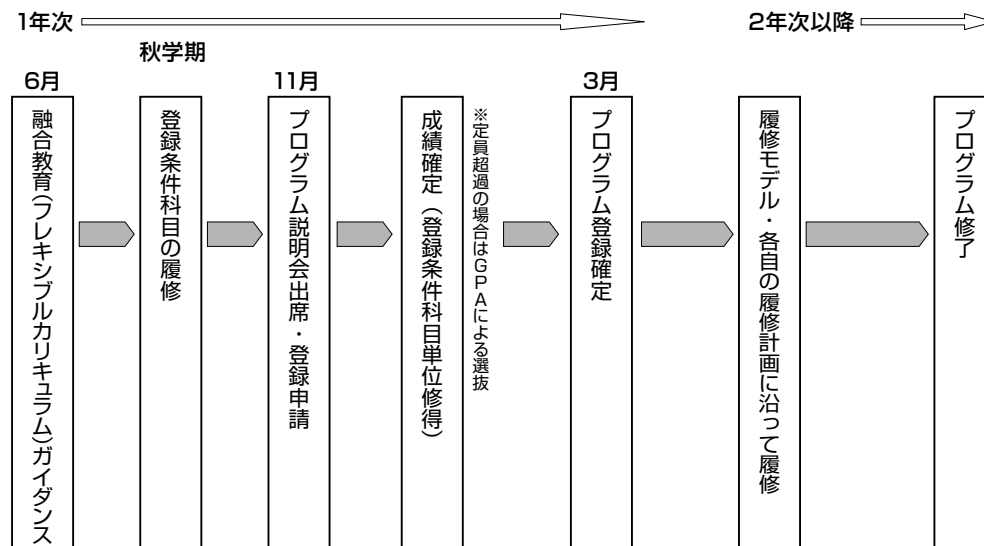 1年次
2年次以降
秋学期
6月
11月
3月
融合教育(フレキシブルカリキュラム)ガイダンス
登録条件科目の履修
プログラム説明会出席・登録申請
成績確定(登録条件科目単位修得)
※定員超過の場合はGPAによる選抜
プログラム登録確定
履修モデル・各自の履修計画に沿って履修
プログラム修了